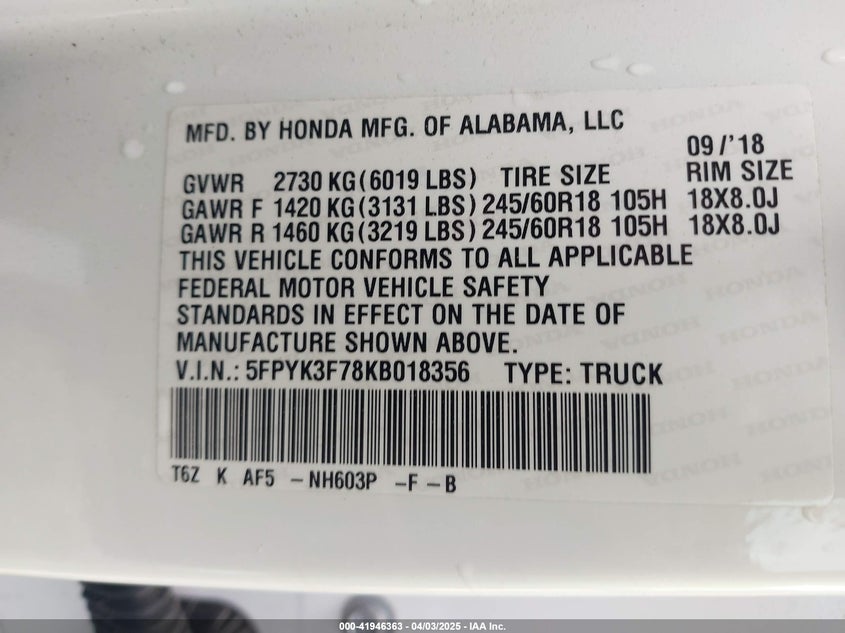 MFD. BY HONDA MFG. OF ALABAMA, LLC
09/'18
GVWR 2730 KG(6019 LBS) TIRE SIZE RIM SIZE
GAWR F 1420 KG(3131 LBS) 245/60R18 105H 18X8.0J
GAWR R 1460 KG(3219 LBS) 245/60R18 105H 18X8.0J
THIS VEHICLE CONFORMS TO ALL APPLICABLE
FEDERAL MOTOR VEHICLE SAFETY
STANDARDS IN EFFECT ON THE DATE OF
MANUFACTURE SHOWN ABOVE.
V.I.N.: 5FPYK3F78KB018356 TYPE: TRUCK
T6Z K AF5 -NH603P -F-B
000-41946363 - 04/03/2025 - IAA Inc.